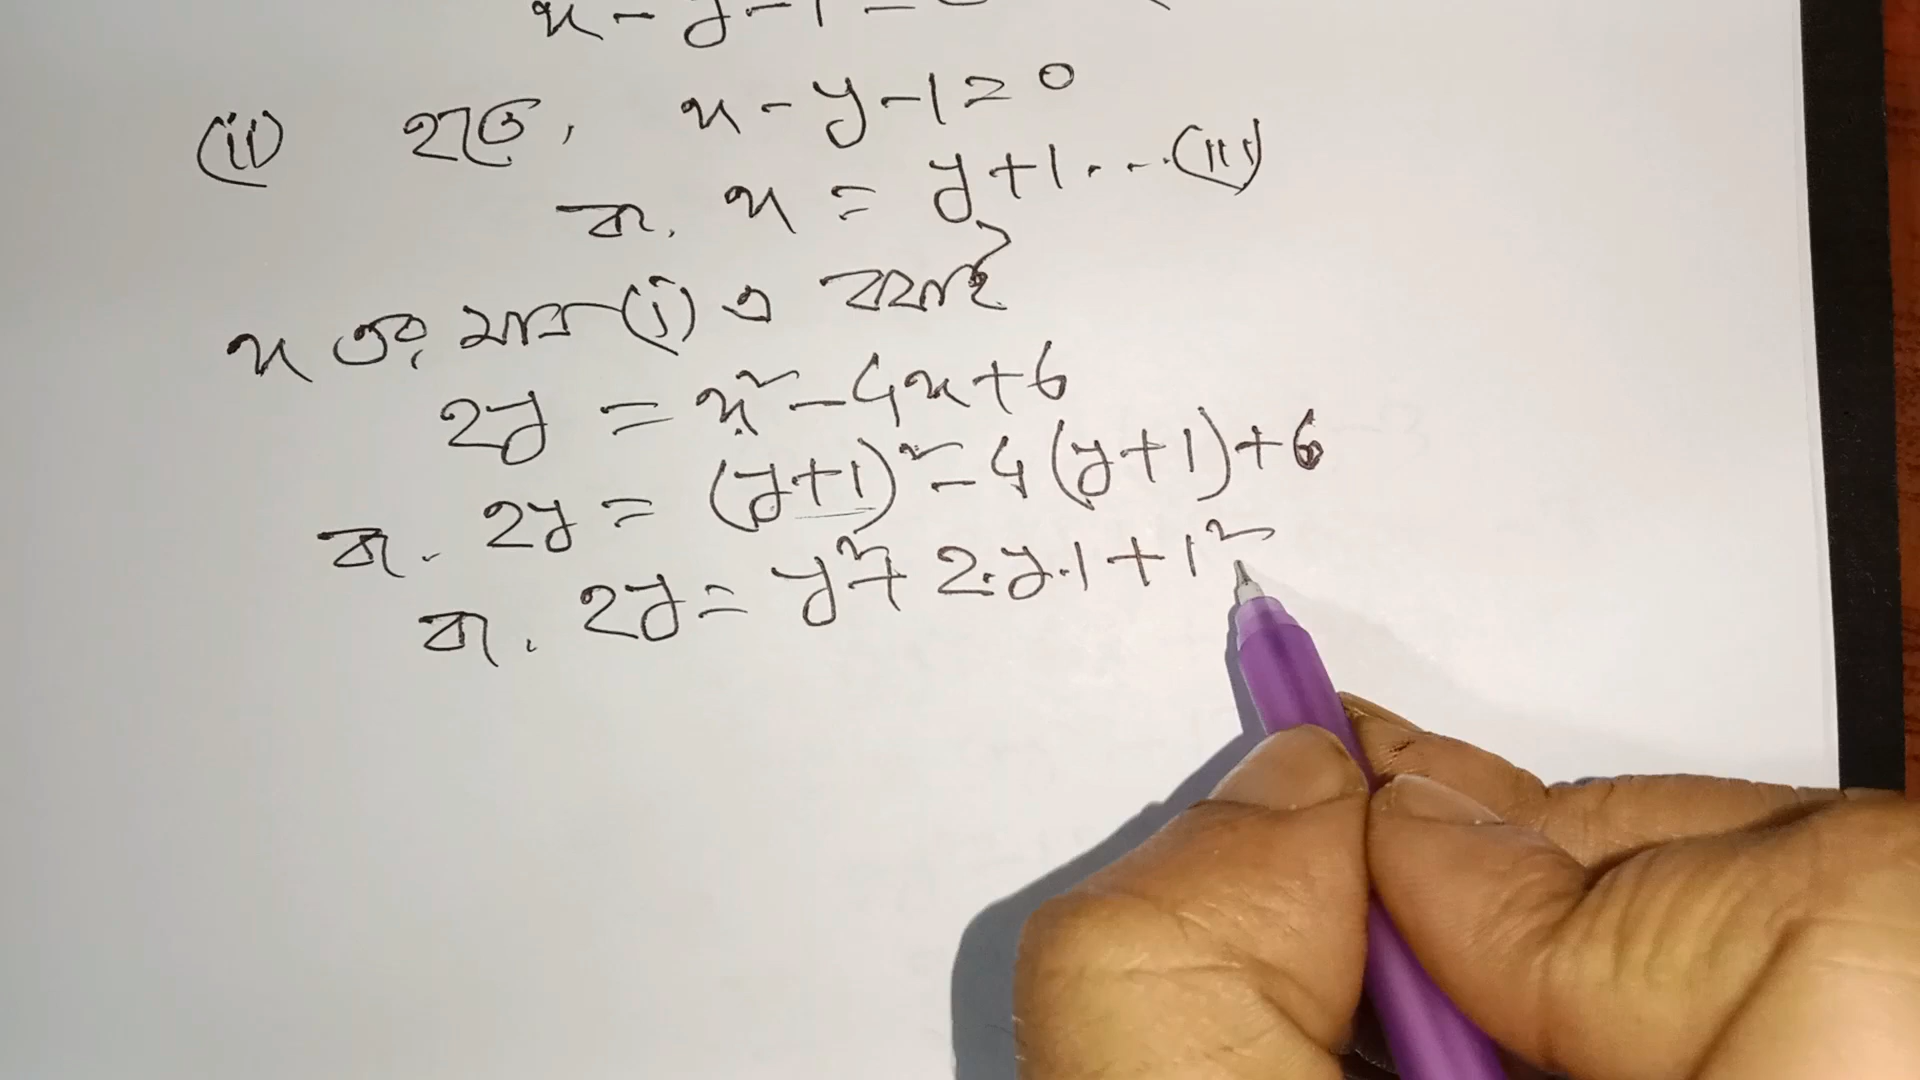 x - y - 1 =
(ii) হতে, x - y - 1 = 0
বা, x = y + 1 ... (iii)
x এর মান (i) এ বসাই
2y = x² - 4x + 6
বা, 2y = (y+1)² - 4(y+1) + 6
বা, 2y = y² + 2.y.1 + 1²